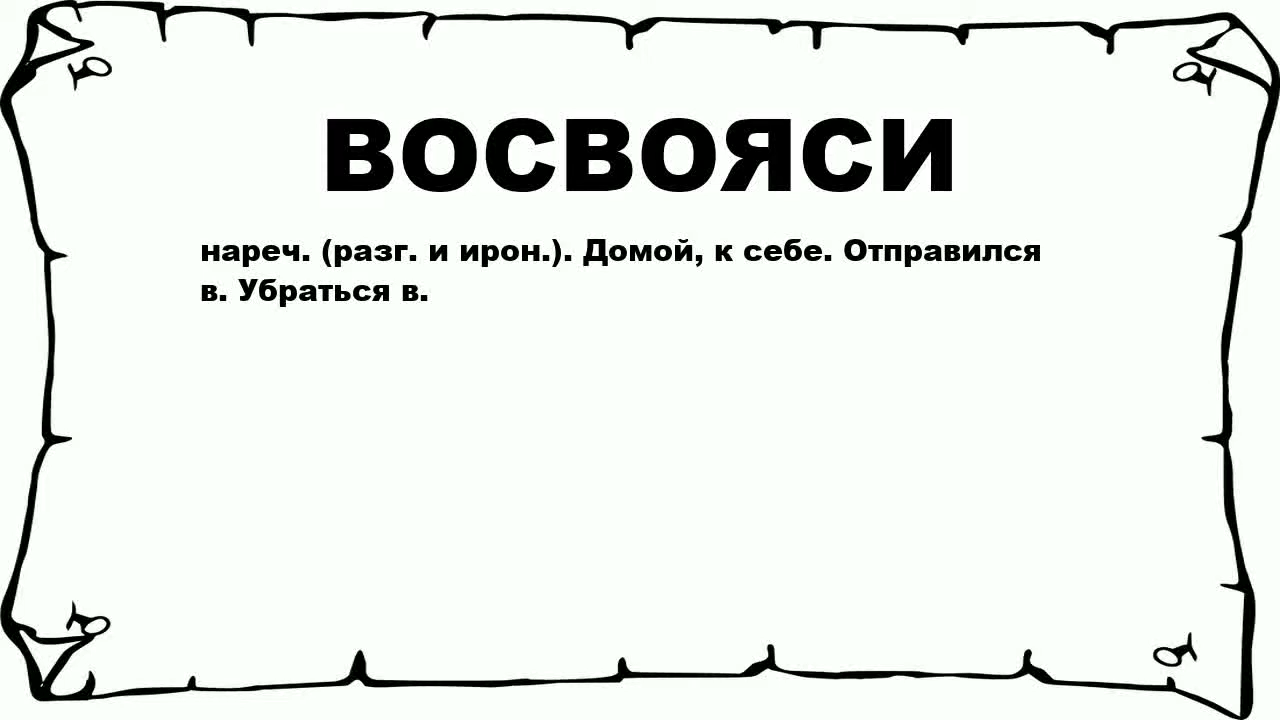 ВОСВОЯСИ
нареч. (разг. и ирон.). Домой, к себе. Отправился
в. Убраться в.